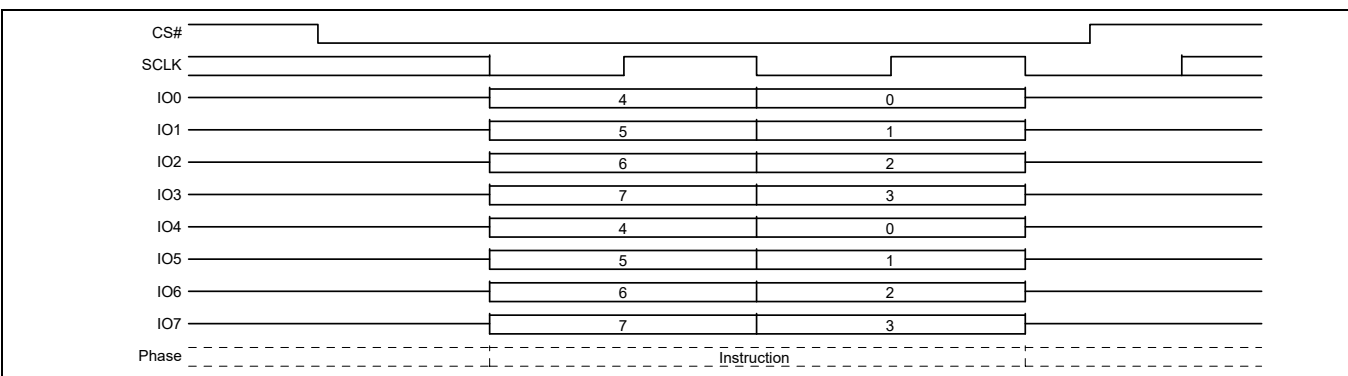 CS#
SCLK
IO0 4 0
IO1 5 1
IO2 6 2
IO3 7 3
IO4 4 0
IO5 5 1
IO6 6 2
IO7 7 3
Phase Instruction